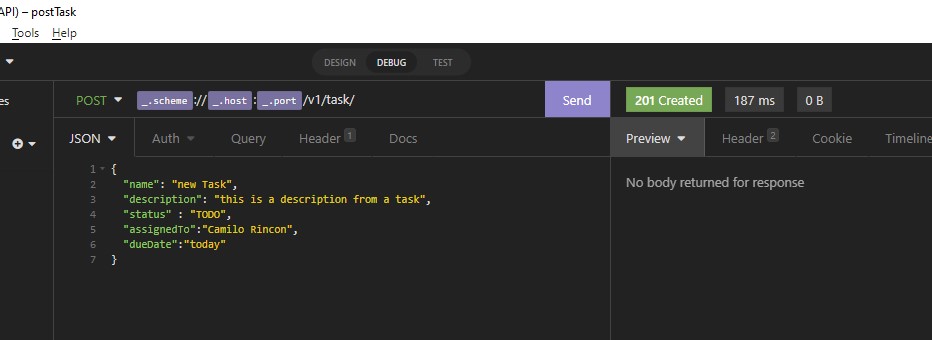 API) – postTask
Tools Help
DESIGN DEBUG TEST
es
POST _.scheme :// _.host : _.port /v1/task/ Send 201 Created 187 ms 0 B
JSON Auth Query Header 1 Docs Preview Header 2 Cookie Timeline
1 {
2 "name": "new Task",
3 "description": "this is a description from a task",
4 "status" : "TODO",
5 "assignedTo":"Camilo Rincon",
6 "dueDate":"today"
7 }
No body returned for response